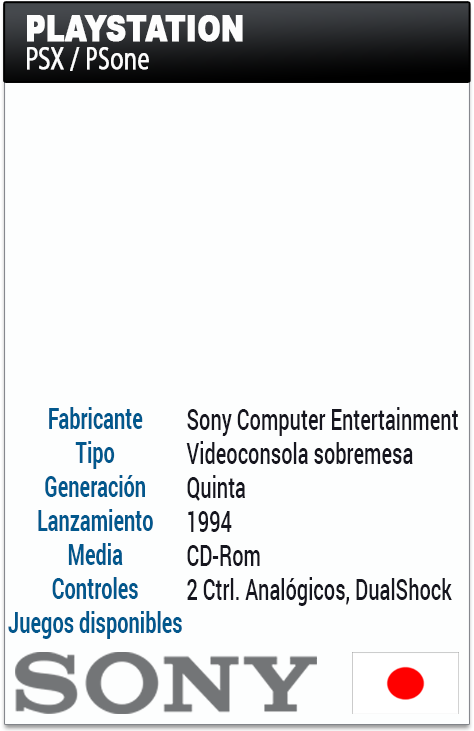 PLAYSTATION
PSX / PSone
Fabricante Sony Computer Entertainment
Tipo Videoconsola sobremesa
Generación Quinta
Lanzamiento 1994
Media CD-Rom
Controles 2 Ctrl. Analógicos, DualShock
Juegos disponibles
SONY